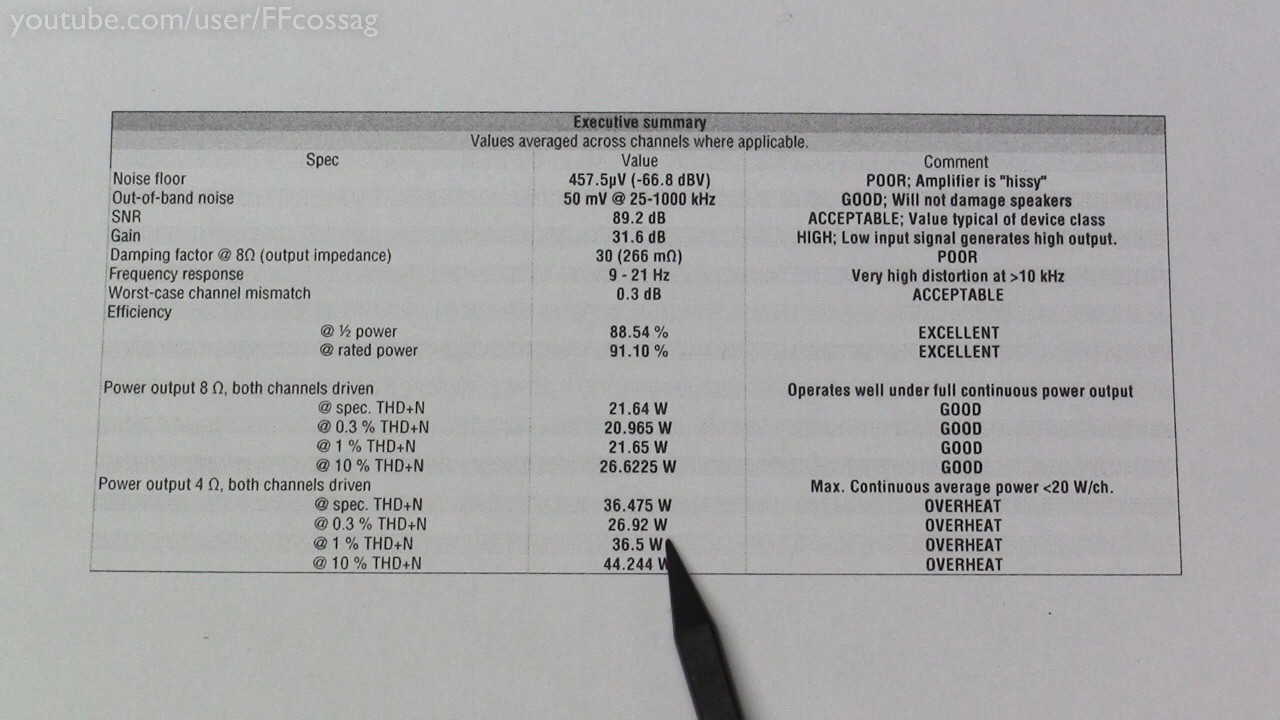 youtube.com/user/FFcossag
Executive summary
Values averaged across channels where applicable.
Spec Value Comment
Noise floor 457.5µV (-66.8 dBV) POOR; Amplifier is "hissy"
Out-of-band noise 50 mV @ 25-1000 kHz GOOD; Will not damage speakers
SNR 89.2 dB ACCEPTABLE; Value typical of device class
Gain 31.6 dB HIGH; Low input signal generates high output.
Damping factor @ 8Ω (output impedance) 30 (266 mΩ) POOR
Frequency response 9 - 21 Hz Very high distortion at >10 kHz
Worst-case channel mismatch 0.3 dB ACCEPTABLE
Efficiency
@ ½ power 88.54 % EXCELLENT
@ rated power 91.10 % EXCELLENT
Power output 8 Ω, both channels driven Operates well under full continuous power output
@ spec. THD+N 21.64 W GOOD
@ 0.3 % THD+N 20.965 W GOOD
@ 1 % THD+N 21.65 W GOOD
@ 10 % THD+N 26.6225 W GOOD
Power output 4 Ω, both channels driven Max. Continuous average power <20 W/ch.
@ spec. THD+N 36.475 W OVERHEAT
@ 0.3 % THD+N 26.92 W OVERHEAT
@ 1 % THD+N 36.5 W OVERHEAT
@ 10 % THD+N 44.244 W OVERHEAT